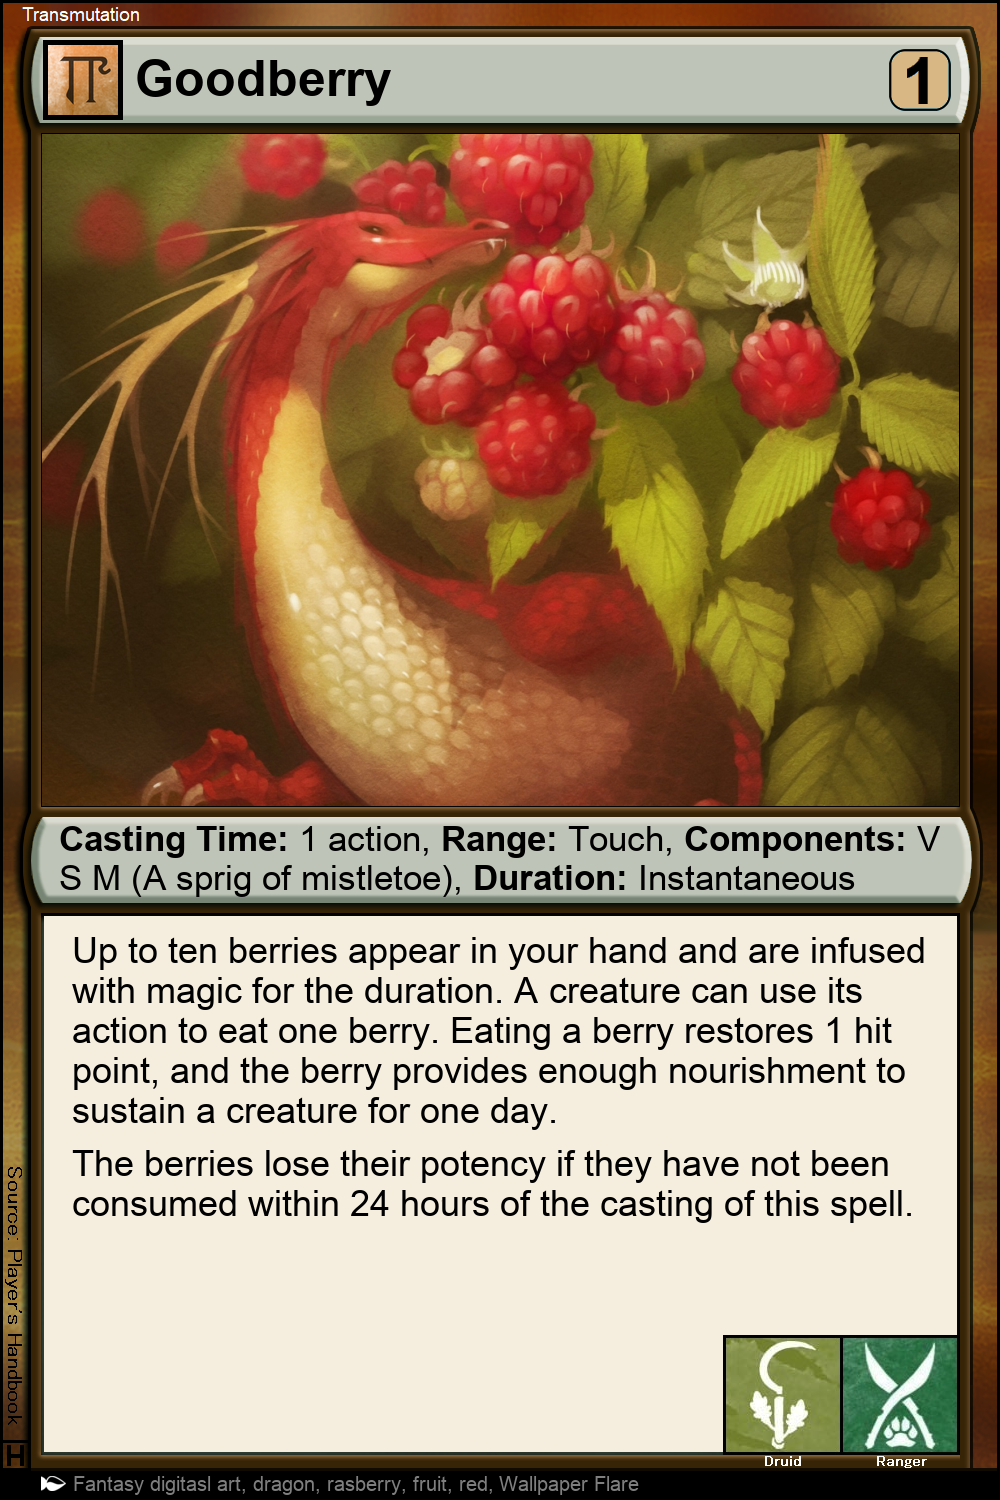 Transmutation
Goodberry
1
Casting Time: 1 action, Range: Touch, Components: V
S M (A sprig of mistletoe), Duration: Instantaneous
Up to ten berries appear in your hand and are infused
with magic for the duration. A creature can use its
action to eat one berry. Eating a berry restores 1 hit
point, and the berry provides enough nourishment to
sustain a creature for one day.
The berries lose their potency if they have not been
consumed within 24 hours of the casting of this spell.
Source: Player's Handbook
H
Druid
Ranger
Fantasy digitasl art, dragon, rasberry, fruit, red, Wallpaper Flare